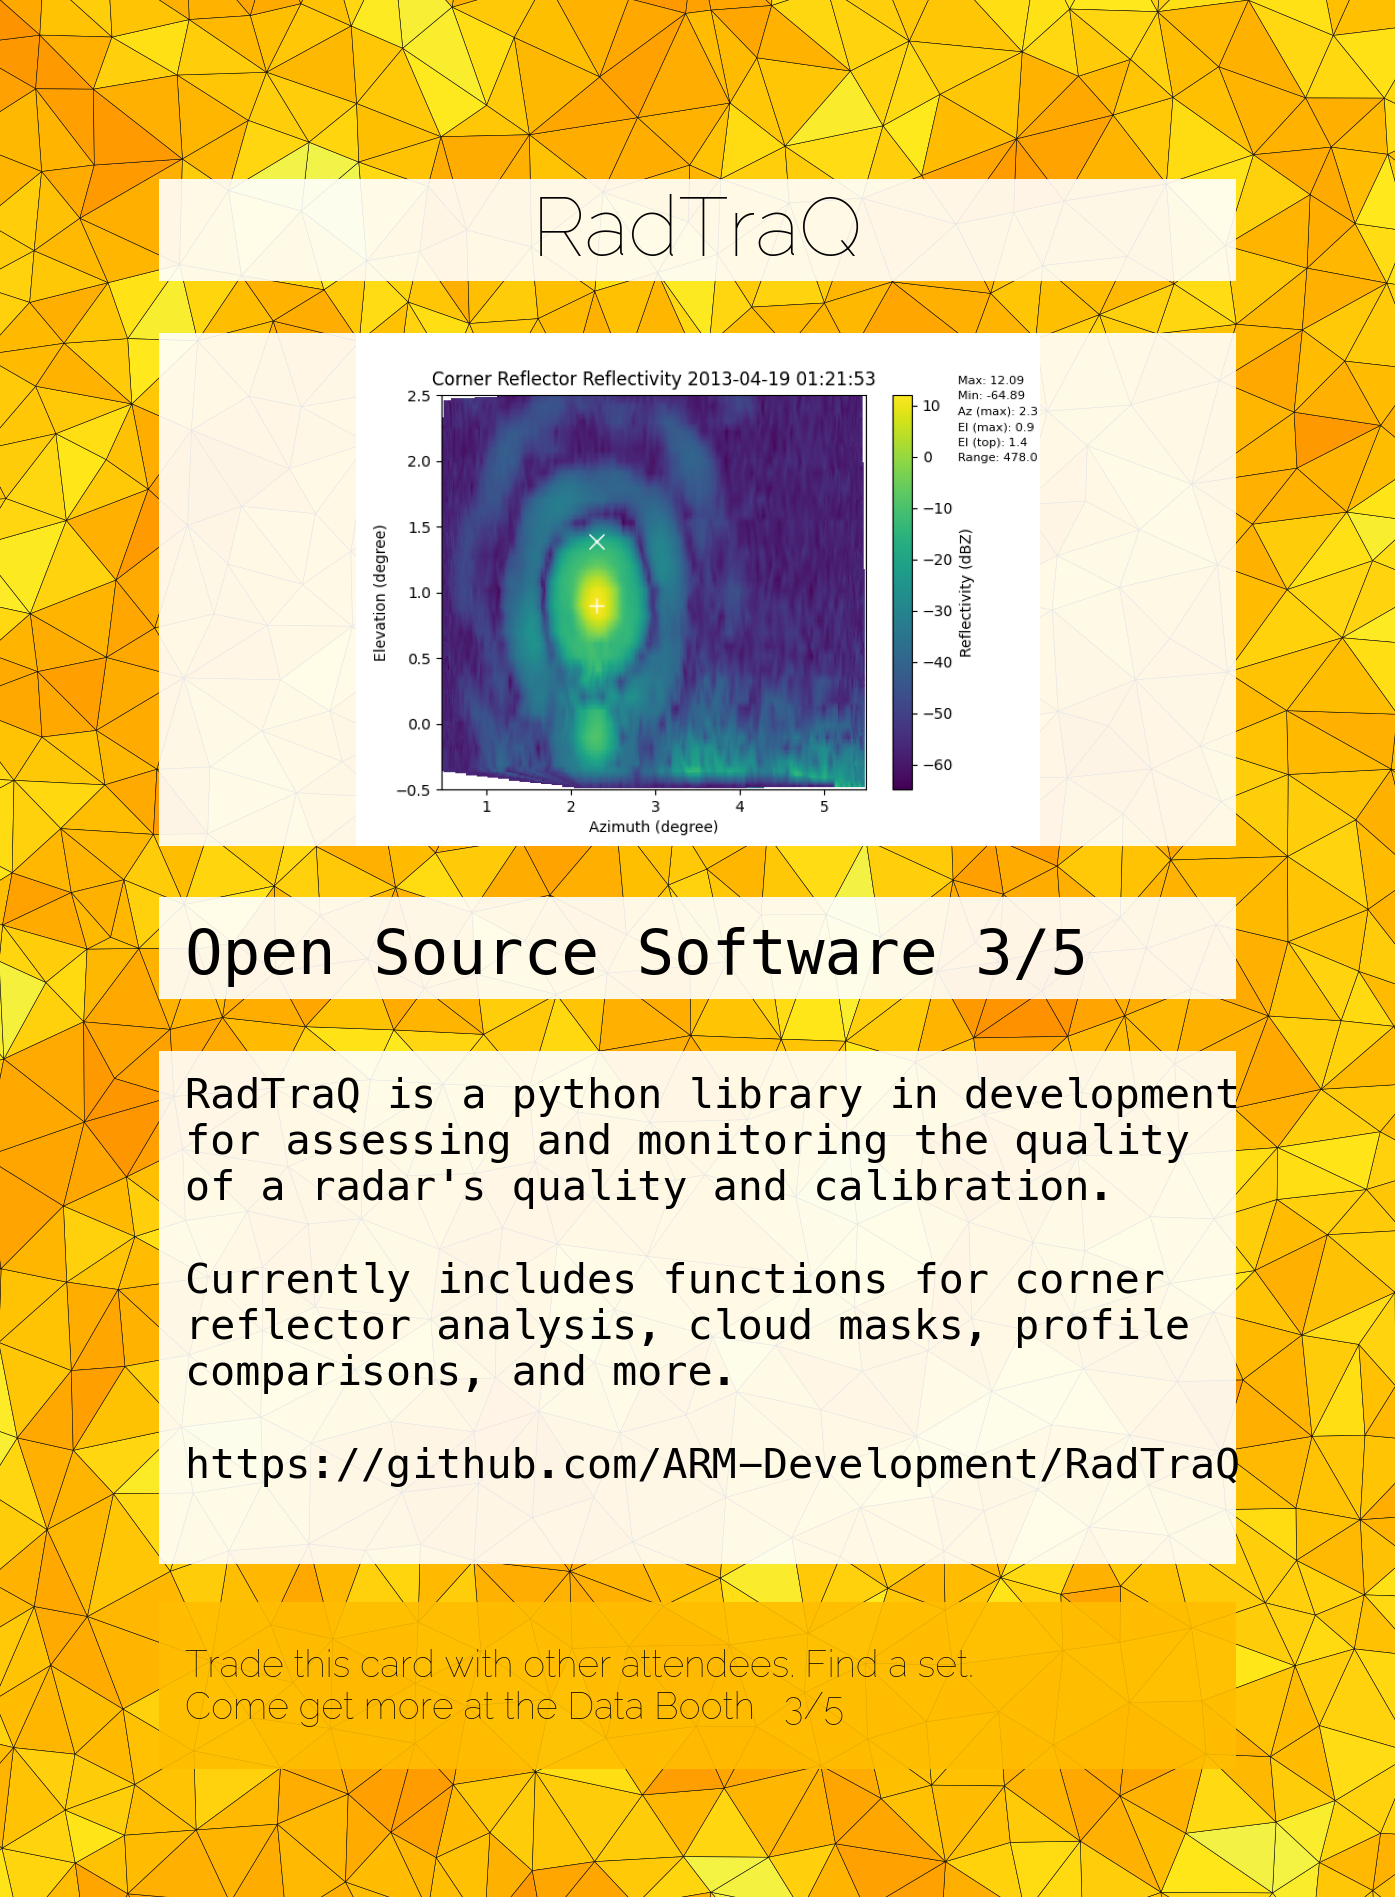 RadTraQ
Corner Reflector Reflectivity 2013-04-19 01:21:53
Max: 12.09
Min: -64.89
Az (max): 2.3
El (max): 0.9
El (top): 1.4
Range: 478.0
2.5
2.0
1.5
1.0
0.5
0.0
−0.5
Elevation (degree)
1 2 3 4 5
Azimuth (degree)
10
0
−10
−20
−30
−40
−50
−60
Reflectivity (dBZ)
Open Source Software 3/5
RadTraQ is a python library in development
for assessing and monitoring the quality
of a radar's quality and calibration.
Currently includes functions for corner
reflector analysis, cloud masks, profile
comparisons, and more.
https://github.com/ARM-Development/RadTraQ
Trade this card with other attendees. Find a set.
Come get more at the Data Booth 3/5